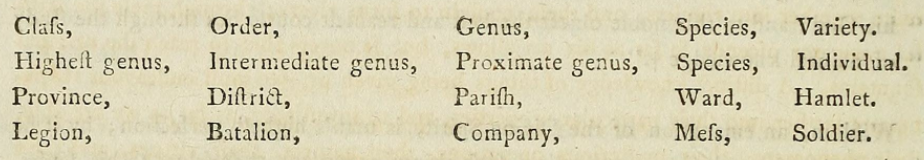 Claſs, Order, Genus, Species, Variety.
Higheſt genus, Intermediate genus, Proximate genus, Species, Individual.
Province, Diſtrict, Pariſh, Ward, Hamlet.
Legion, Batalion, Company, Meſs, Soldier.